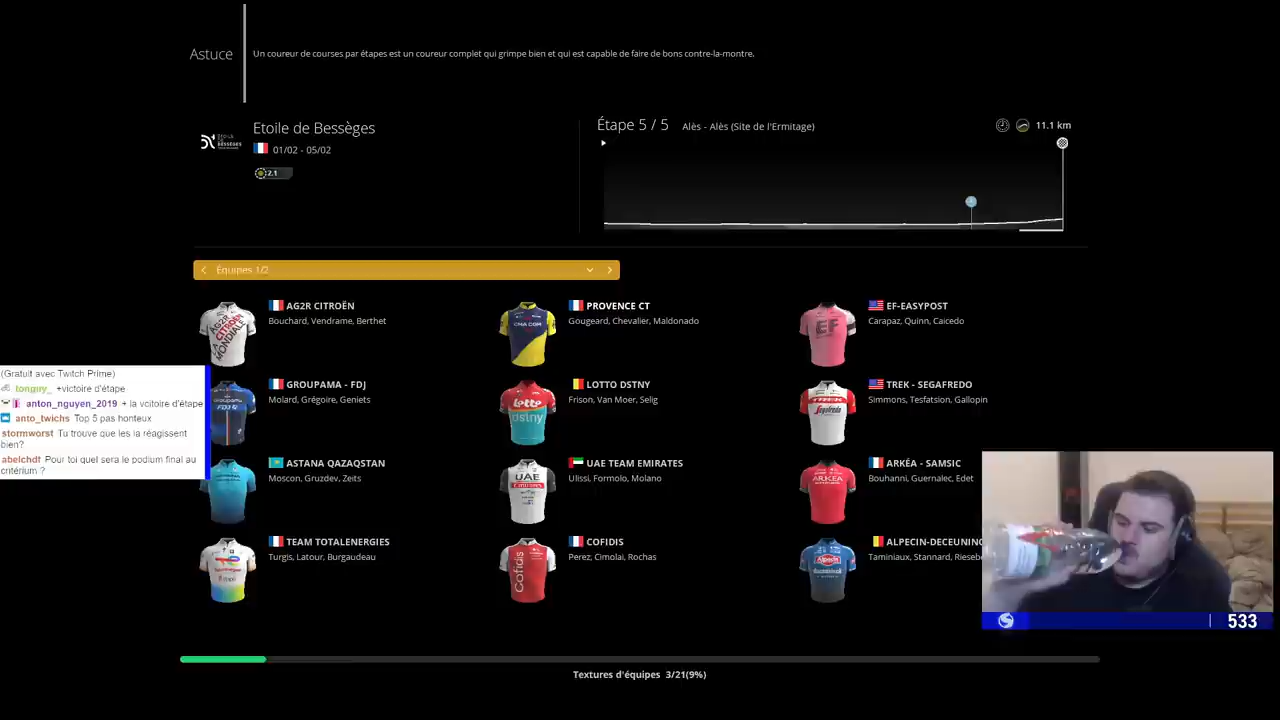 Astuce
Un coureur de courses par étapes est un coureur complet qui grimpe bien et qui est capable de faire de bons contre-la-montre.
Etoile de Bessèges
01/02 - 05/02
2.1
Étape 5 / 5 Alès - Alès (Site de l'Ermitage)
11.1 km
Équipes 1/2
AG2R CITROËN
Bouchard, Vendrame, Berthet
PROVENCE CT
Gougeard, Chevalier, Maldonado
EF-EASYPOST
Carapaz, Quinn, Caicedo
GROUPAMA - FDJ
Molard, Grégoire, Geniets
LOTTO DSTNY
Frison, Van Moer, Selig
TREK - SEGAFREDO
Simmons, Tesfatsion, Gallopin
ASTANA QAZAQSTAN
Moscon, Gruzdev, Zeits
UAE TEAM EMIRATES
Ulissi, Formolo, Molano
ARKÉA - SAMSIC
Bouhanni, Guernalec, Edet
TEAM TOTALENERGIES
Turgis, Latour, Burgaudeau
COFIDIS
Perez, Cimolai, Rochas
ALPECIN-DECEUNINC
Taminiaux, Stannard, Riesebe
(Gratuit avec Twitch Prime)
tongny_ +victoire d'étape
anton_nguyen_2019 + la vcitoire d'étape
anto_twichs Top 5 pas honteux
stormworst Tu trouve que les ia réagissent
bien?
abelchdf Pour toi quel sera le podium final au
critérium ?
533
Textures d'équipes 3/21(9%)